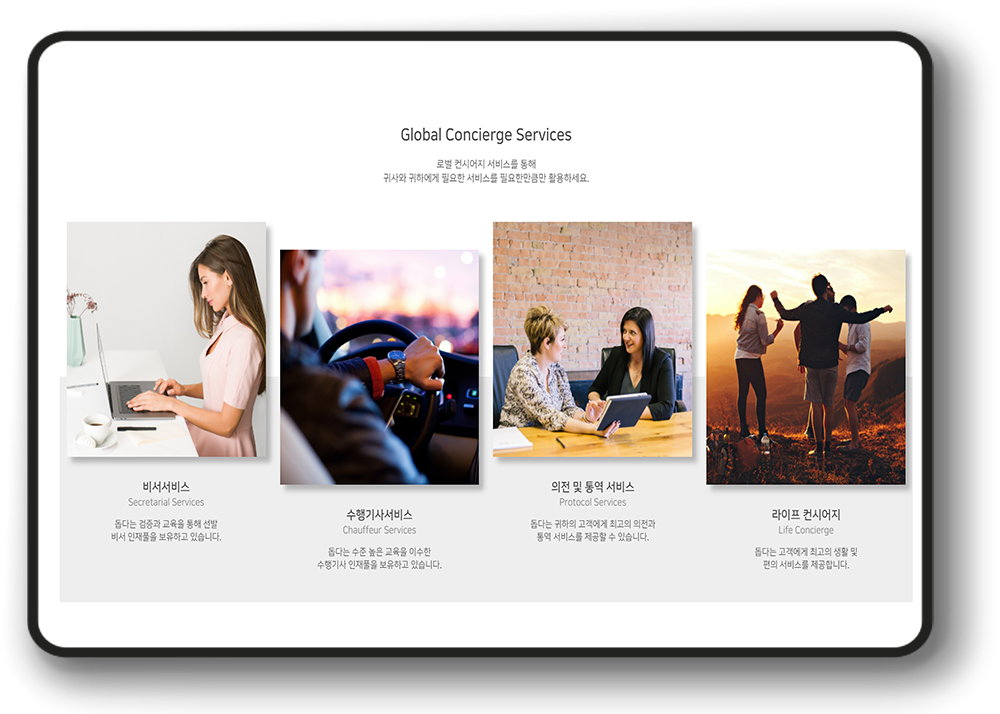 Global Concierge Services
로벌 컨시어지 서비스를 통해
귀사와 귀하에게 필요한 서비스를 필요한만큼만 활용하세요.
비서서비스
Secretarial Services
돕다는 검증과 교육을 통해 선발
비서 인재풀을 보유하고 있습니다.
수행기사서비스
Chauffeur Services
돕다는 수준 높은 교육을 이수한
수행기사 인재풀을 보유하고 있습니다.
의전 및 통역 서비스
Protocol Services
돕다는 귀하의 고객에게 최고의 의전과
통역 서비스를 제공할 수 있습니다.
라이프 컨시어지
Life Concierge
돕다는 고객에게 최고의 생활 및
편의 서비스를 제공합니다.